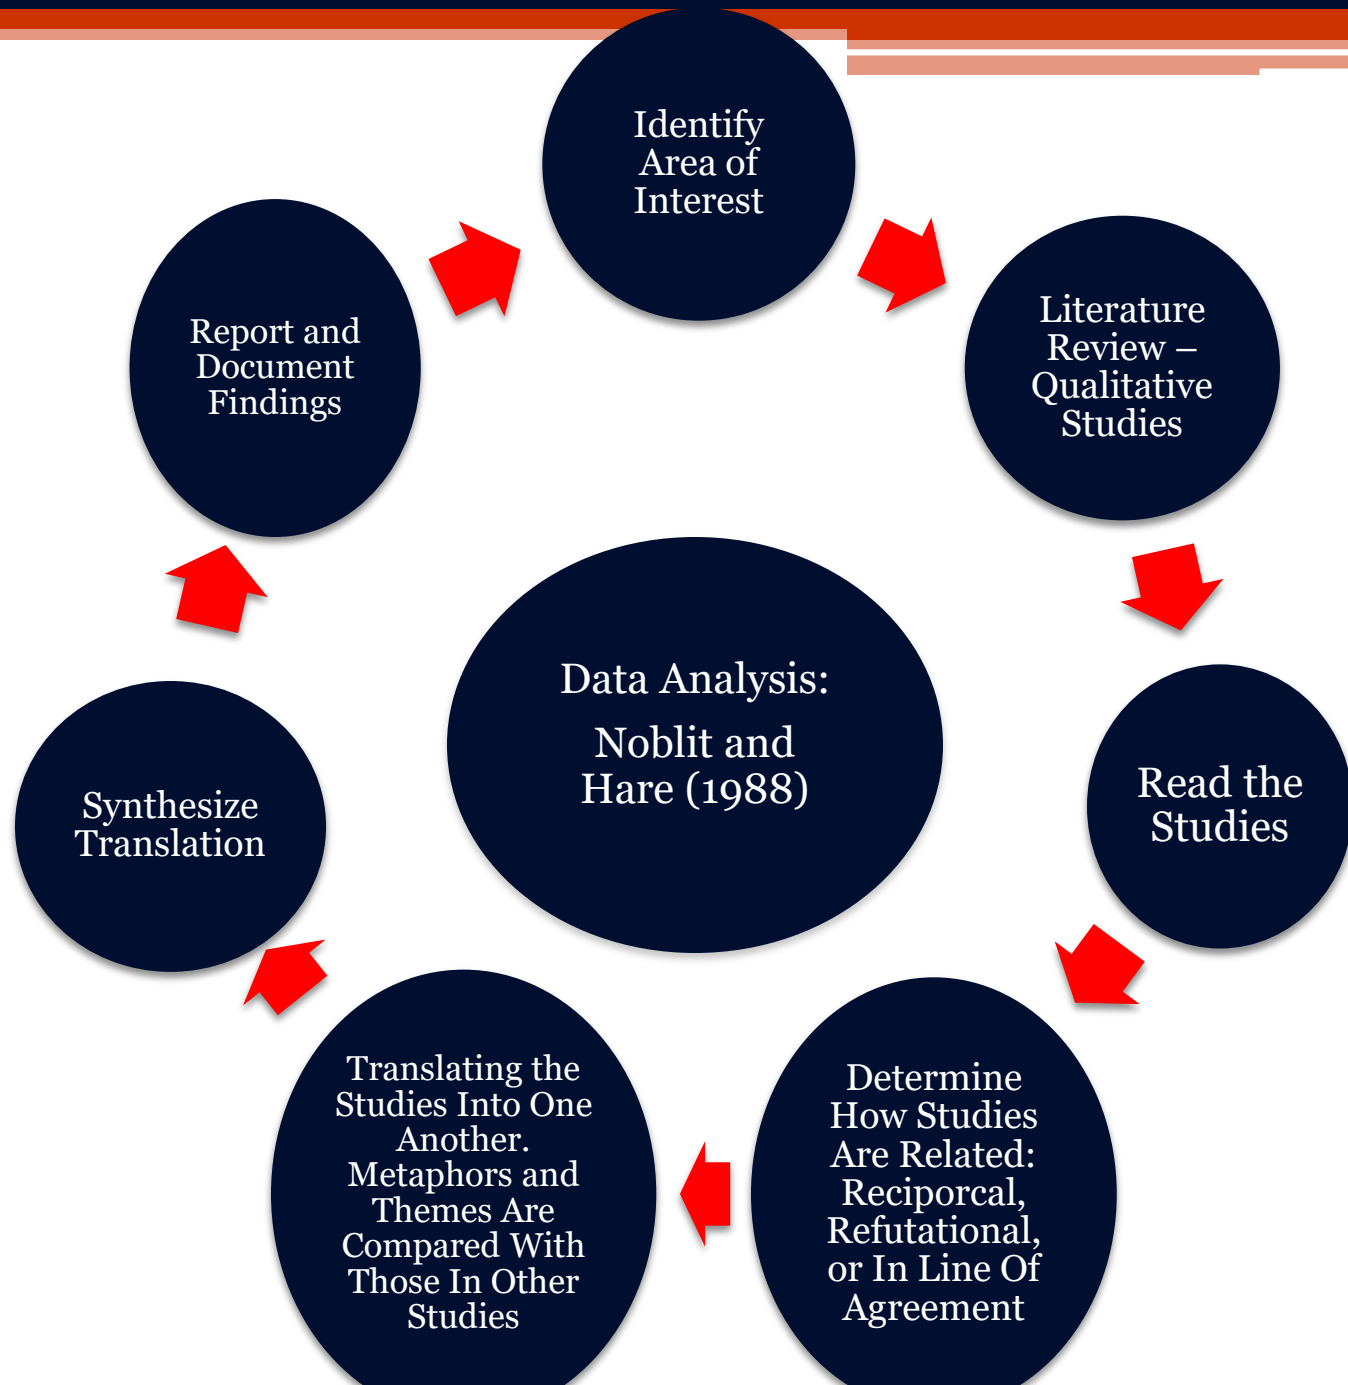 Identify
Area of
Interest
Literature
Review –
Qualitative
Studies
Read the
Studies
Determine
How Studies
Are Related:
Reciporcal,
Refutational,
or In Line Of
Agreement
Translating the
Studies Into One
Another.
Metaphors and
Themes Are
Compared With
Those In Other
Studies
Synthesize
Translation
Report and
Document
Findings
Data Analysis:
Noblit and
Hare (1988)